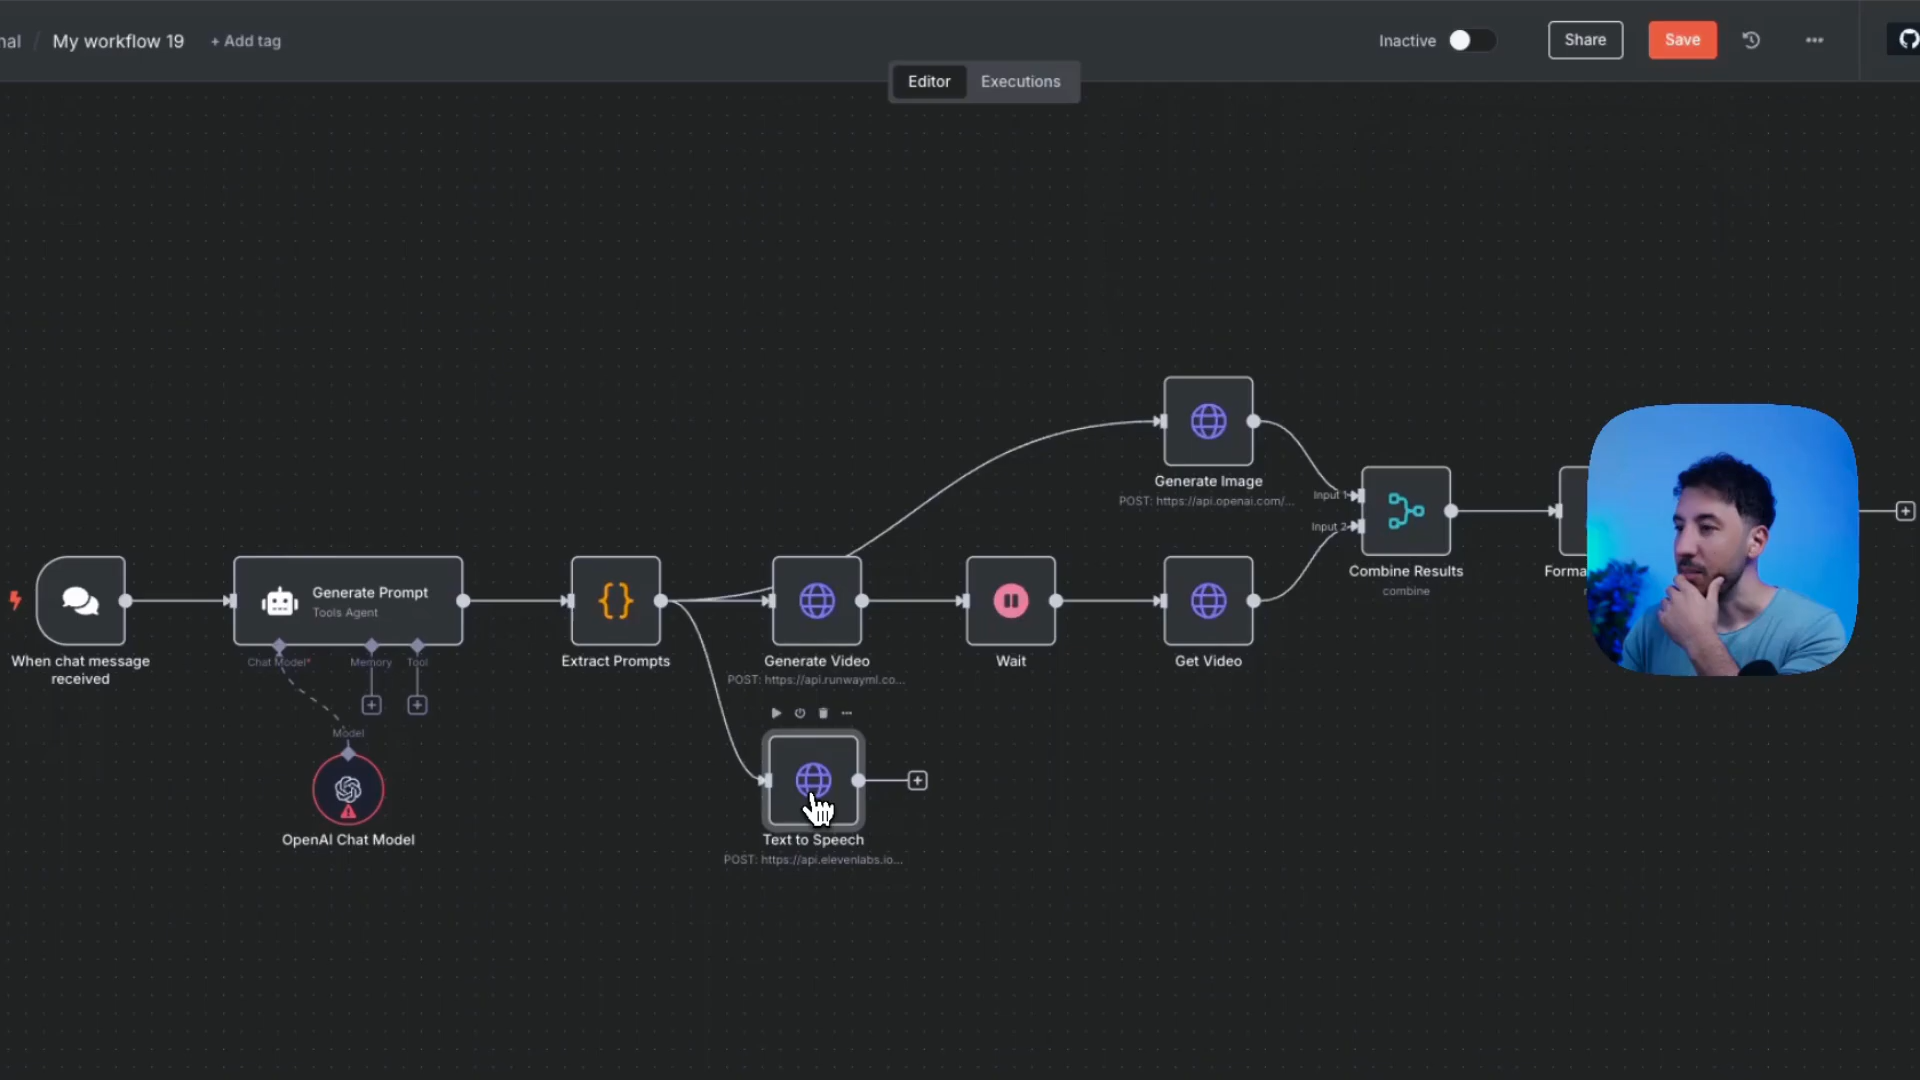 nal / My workflow 19 + Add tag
Inactive
Share
Save
Editor Executions
Generate Image
POST: https://api.openai.com/...
Input 1
Input 2
Combine Results
combine
Forma
Generate Prompt
Tools Agent
Chat Model*
Memory
Tool
Model
When chat message
received
OpenAI Chat Model
Extract Prompts
Generate Video
POST: https://api.runwayml.co...
Wait
Get Video
Text to Speech
POST: https://api.elevenlabs.io...